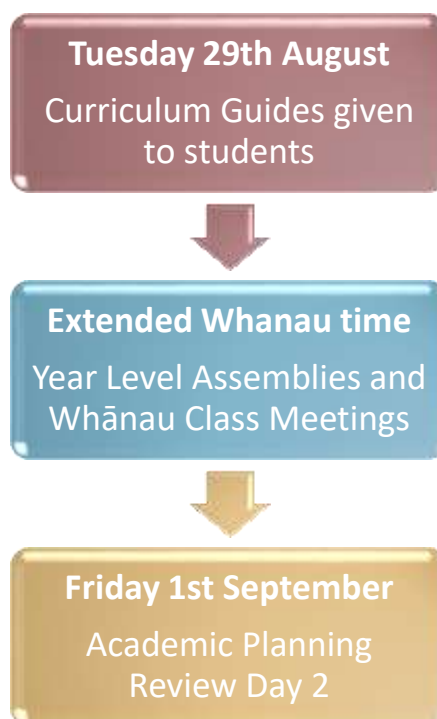 Tuesday 29th August
Curriculum Guides given
to students
Extended Whanau time
Year Level Assemblies and
Whānau Class Meetings
Friday 1st September
Academic Planning
Review Day 2